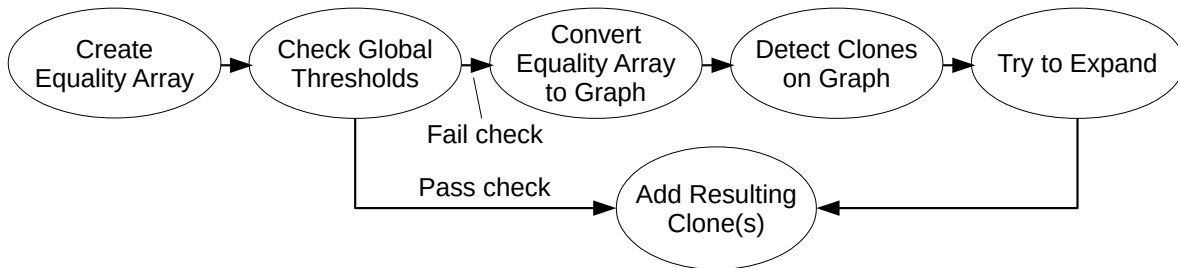 Create
Equality Array
Check Global
Thresholds
Convert
Equality Array
to Graph
Detect Clones
on Graph
Try to Expand
Fail check
Pass check
Add Resulting
Clone(s)